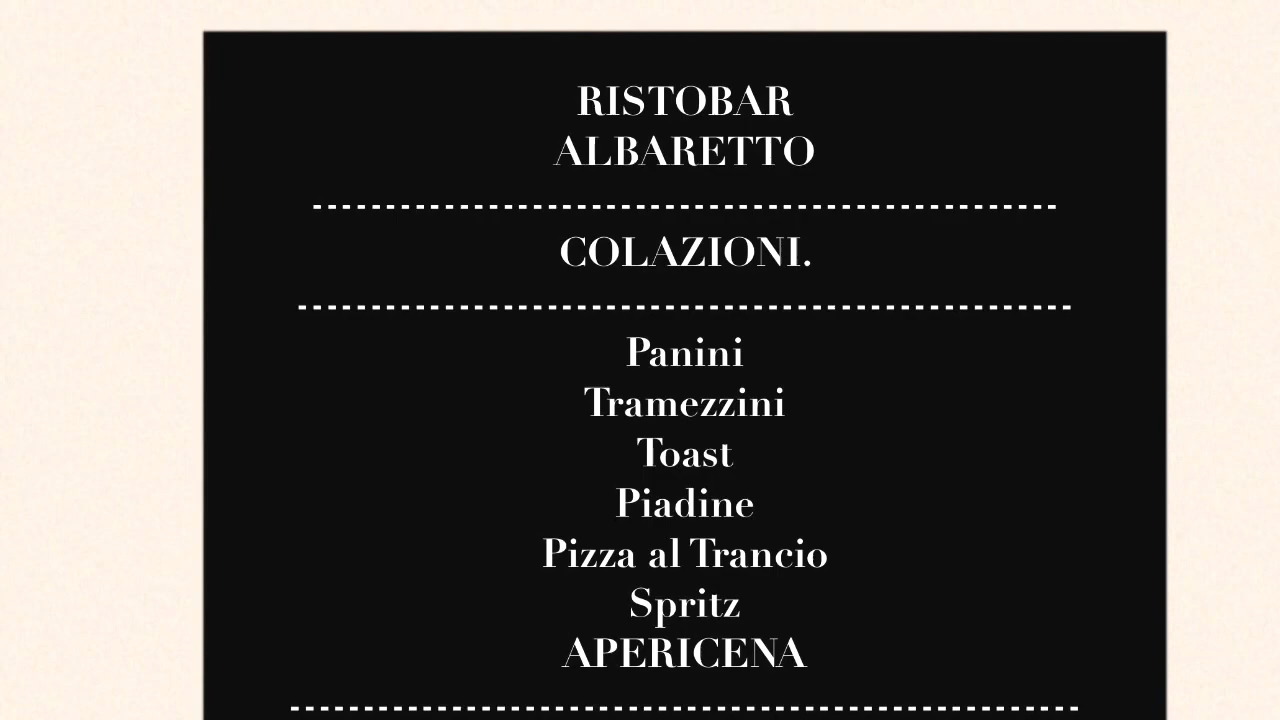 RISTOBAR
ALBARETTO
---------------------------------------------------
COLAZIONI.
-----------------------------------------------------
Panini
Tramezzini
Toast
Piadine
Pizza al Trancio
Spritz
APERICENA
------------------------------------------------------